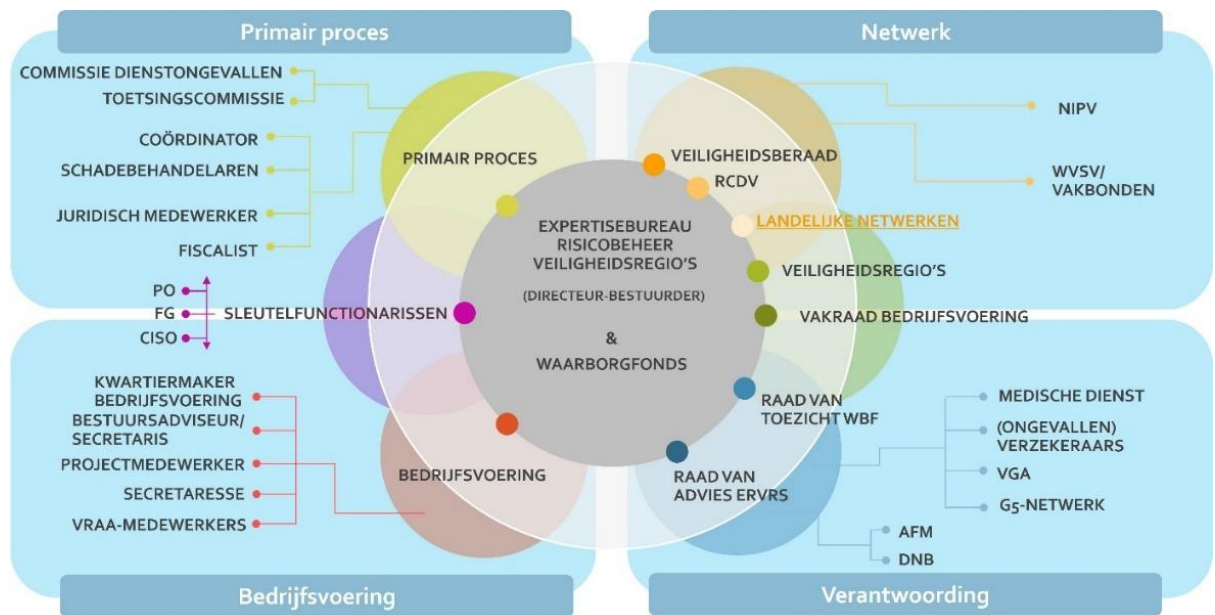 Primair proces
COMMISSIE DIENSTONGEVALLEN
TOETSINGSCOMMISSIE
COÖRDINATOR
SCHADEBEHANDELAREN
JURIDISCH MEDEWERKER
FISCALIST
PRIMAIR PROCES
PO
FG
CISO
SLEUTELFUNCTIONARISSEN
KWARTIERMAKER
BEDRIJFSVOERING
BESTUURSADVISEUR/
SECRETARIS
PROJECTMEDEWERKER
SECRETARESSE
VRAA-MEDEWERKERS
BEDRIJFSVOERING
Bedrijfsvoering
EXPERTISEBUREAU
RISICOBEHEER
VEILIGHEIDSREGIO'S
(DIRECTEUR-BESTUURDER)
&
WAARBORGFONDS
Netwerk
VEILIGHEIDSBERAAD
RCDV
LANDELIJKE NETWERKEN
VEILIGHEIDSREGIO'S
VAKRAAD BEDRIJFSVOERING
NIPV
WVSV/
VAKBONDEN
RAAD VAN
TOEZICHT WBF
RAAD VAN
ADVIES ERVRS
MEDISCHE DIENST
(ONGEVALLEN)
VERZEKERAARS
VGA
G5-NETWERK
AFM
DNB
Verantwoording